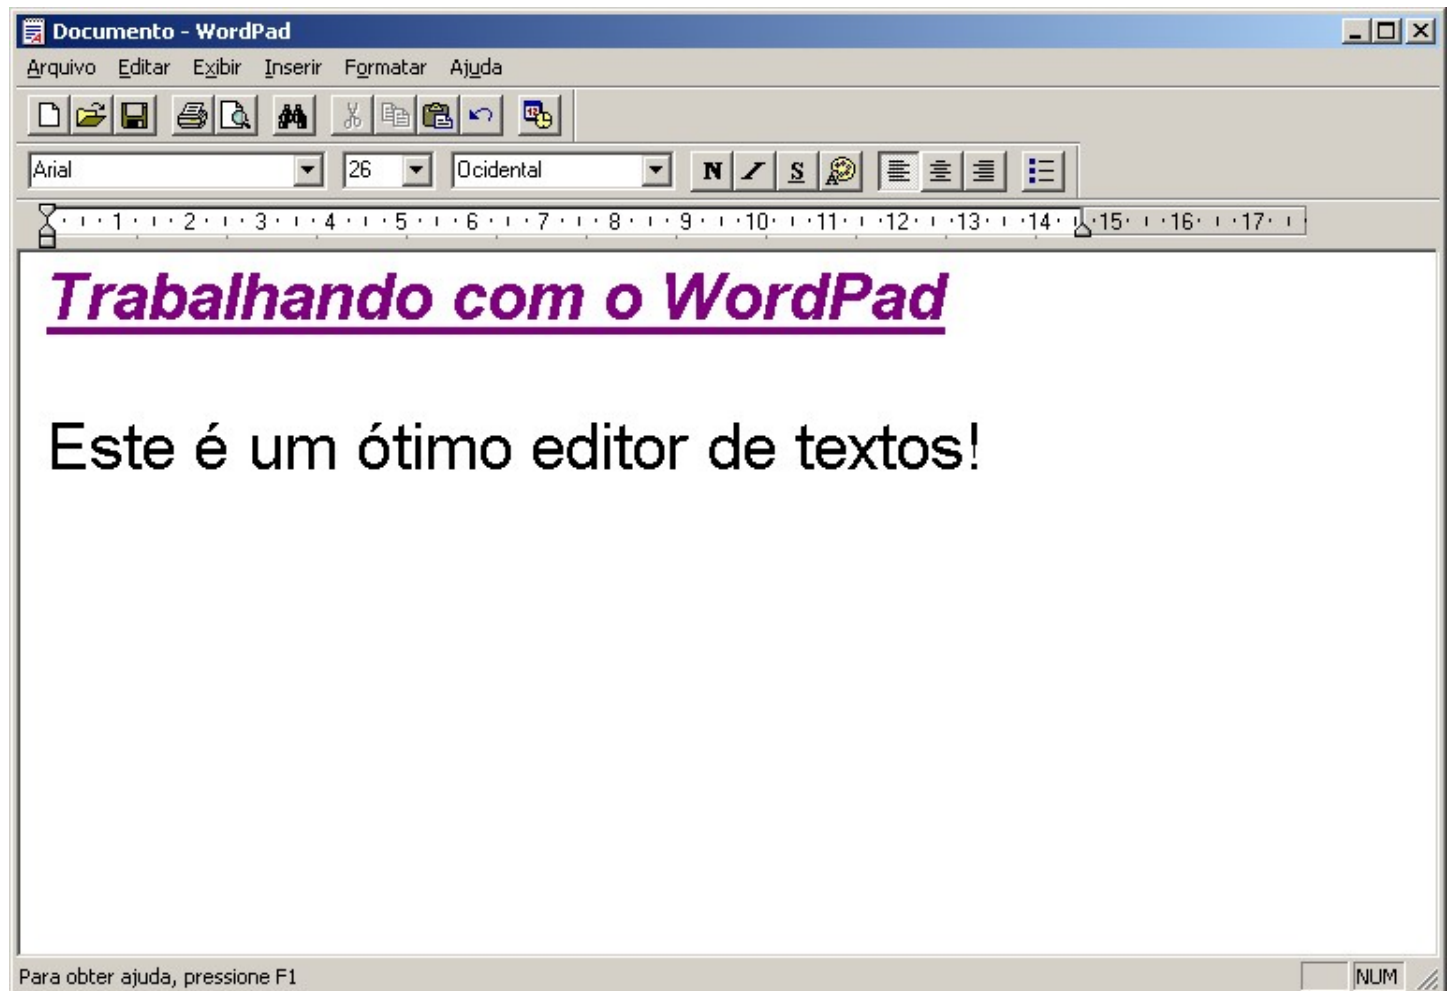 Documento - WordPad
Arquivo Editar Exibir Inserir Formatar Ajuda
Arial 26 Ocidental N I S
1 2 3 4 5 6 7 8 9 10 11 12 13 14 15 16 17
Trabalhando com o WordPad
Este é um ótimo editor de textos!
Para obter ajuda, pressione F1 NUM